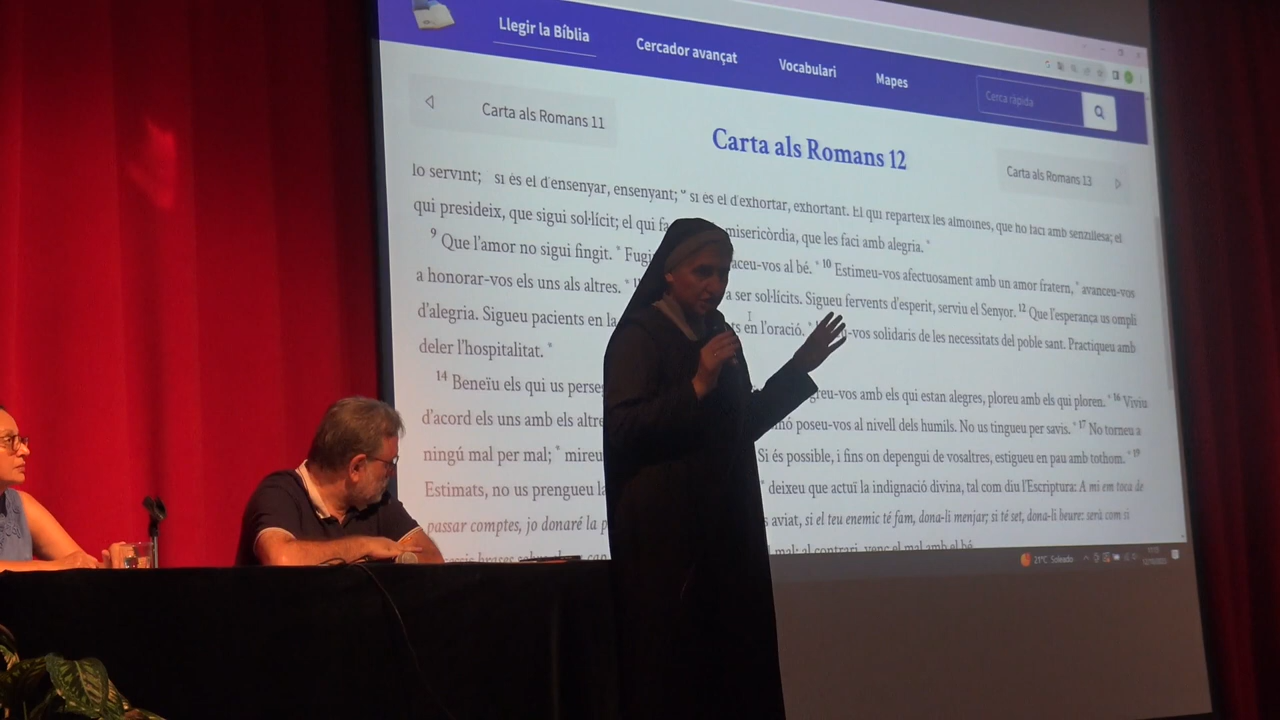 Llegir la Bíblia
Cercador avançat
Vocabulari
Mapes
Cerca ràpida
Carta als Romans 11
Carta als Romans 12
Carta als Romans 13
lo servint; si és el d'ensenyar, ensenyant; si és el d'exhortar, exhortant. El qui reparteix les almoines, que ho faci amb senzillesa; el
qui presideix, que sigui sol·lícit; el qui fa misericòrdia, que les faci amb alegria.
9 Que l'amor no sigui fingit. * al bé. * 10 Estimeu-vos afectuosament amb un amor fratern, * avanceu-vos
a honorar-vos els uns als altres. * a ser sol·lícits. Sigueu fervents d'esperit, serviu el Senyor. 12 Que l'esperança us ompli
d'alegria. Sigueu pacients en la en l'oració. * solidaris de les necessitats del poble sant. Practiqueu amb
deler l'hospitalitat. *
14 Beneïu els qui us amb els qui estan alegres, ploreu amb els qui ploren. * 16 Viviu
d'acord els uns amb els poseu-vos al nivell dels humils. No us tingueu per savis. * 17 No torneu a
ningú mal per mal; * Si és possible, i fins on depengui de vosaltres, estigueu en pau amb tothom. * 19
Estimats, no us prengueu la * deixeu que actuï la indignació divina, tal com diu l'Escriptura: A mi em toca de
passar comptes, jo donaré la aviat, si el teu enemic té fam, dona-li menjar; si té set, dona-li beure: serà com si
mal; al contrari, venç el mal amb el bé.
21°C Soleado